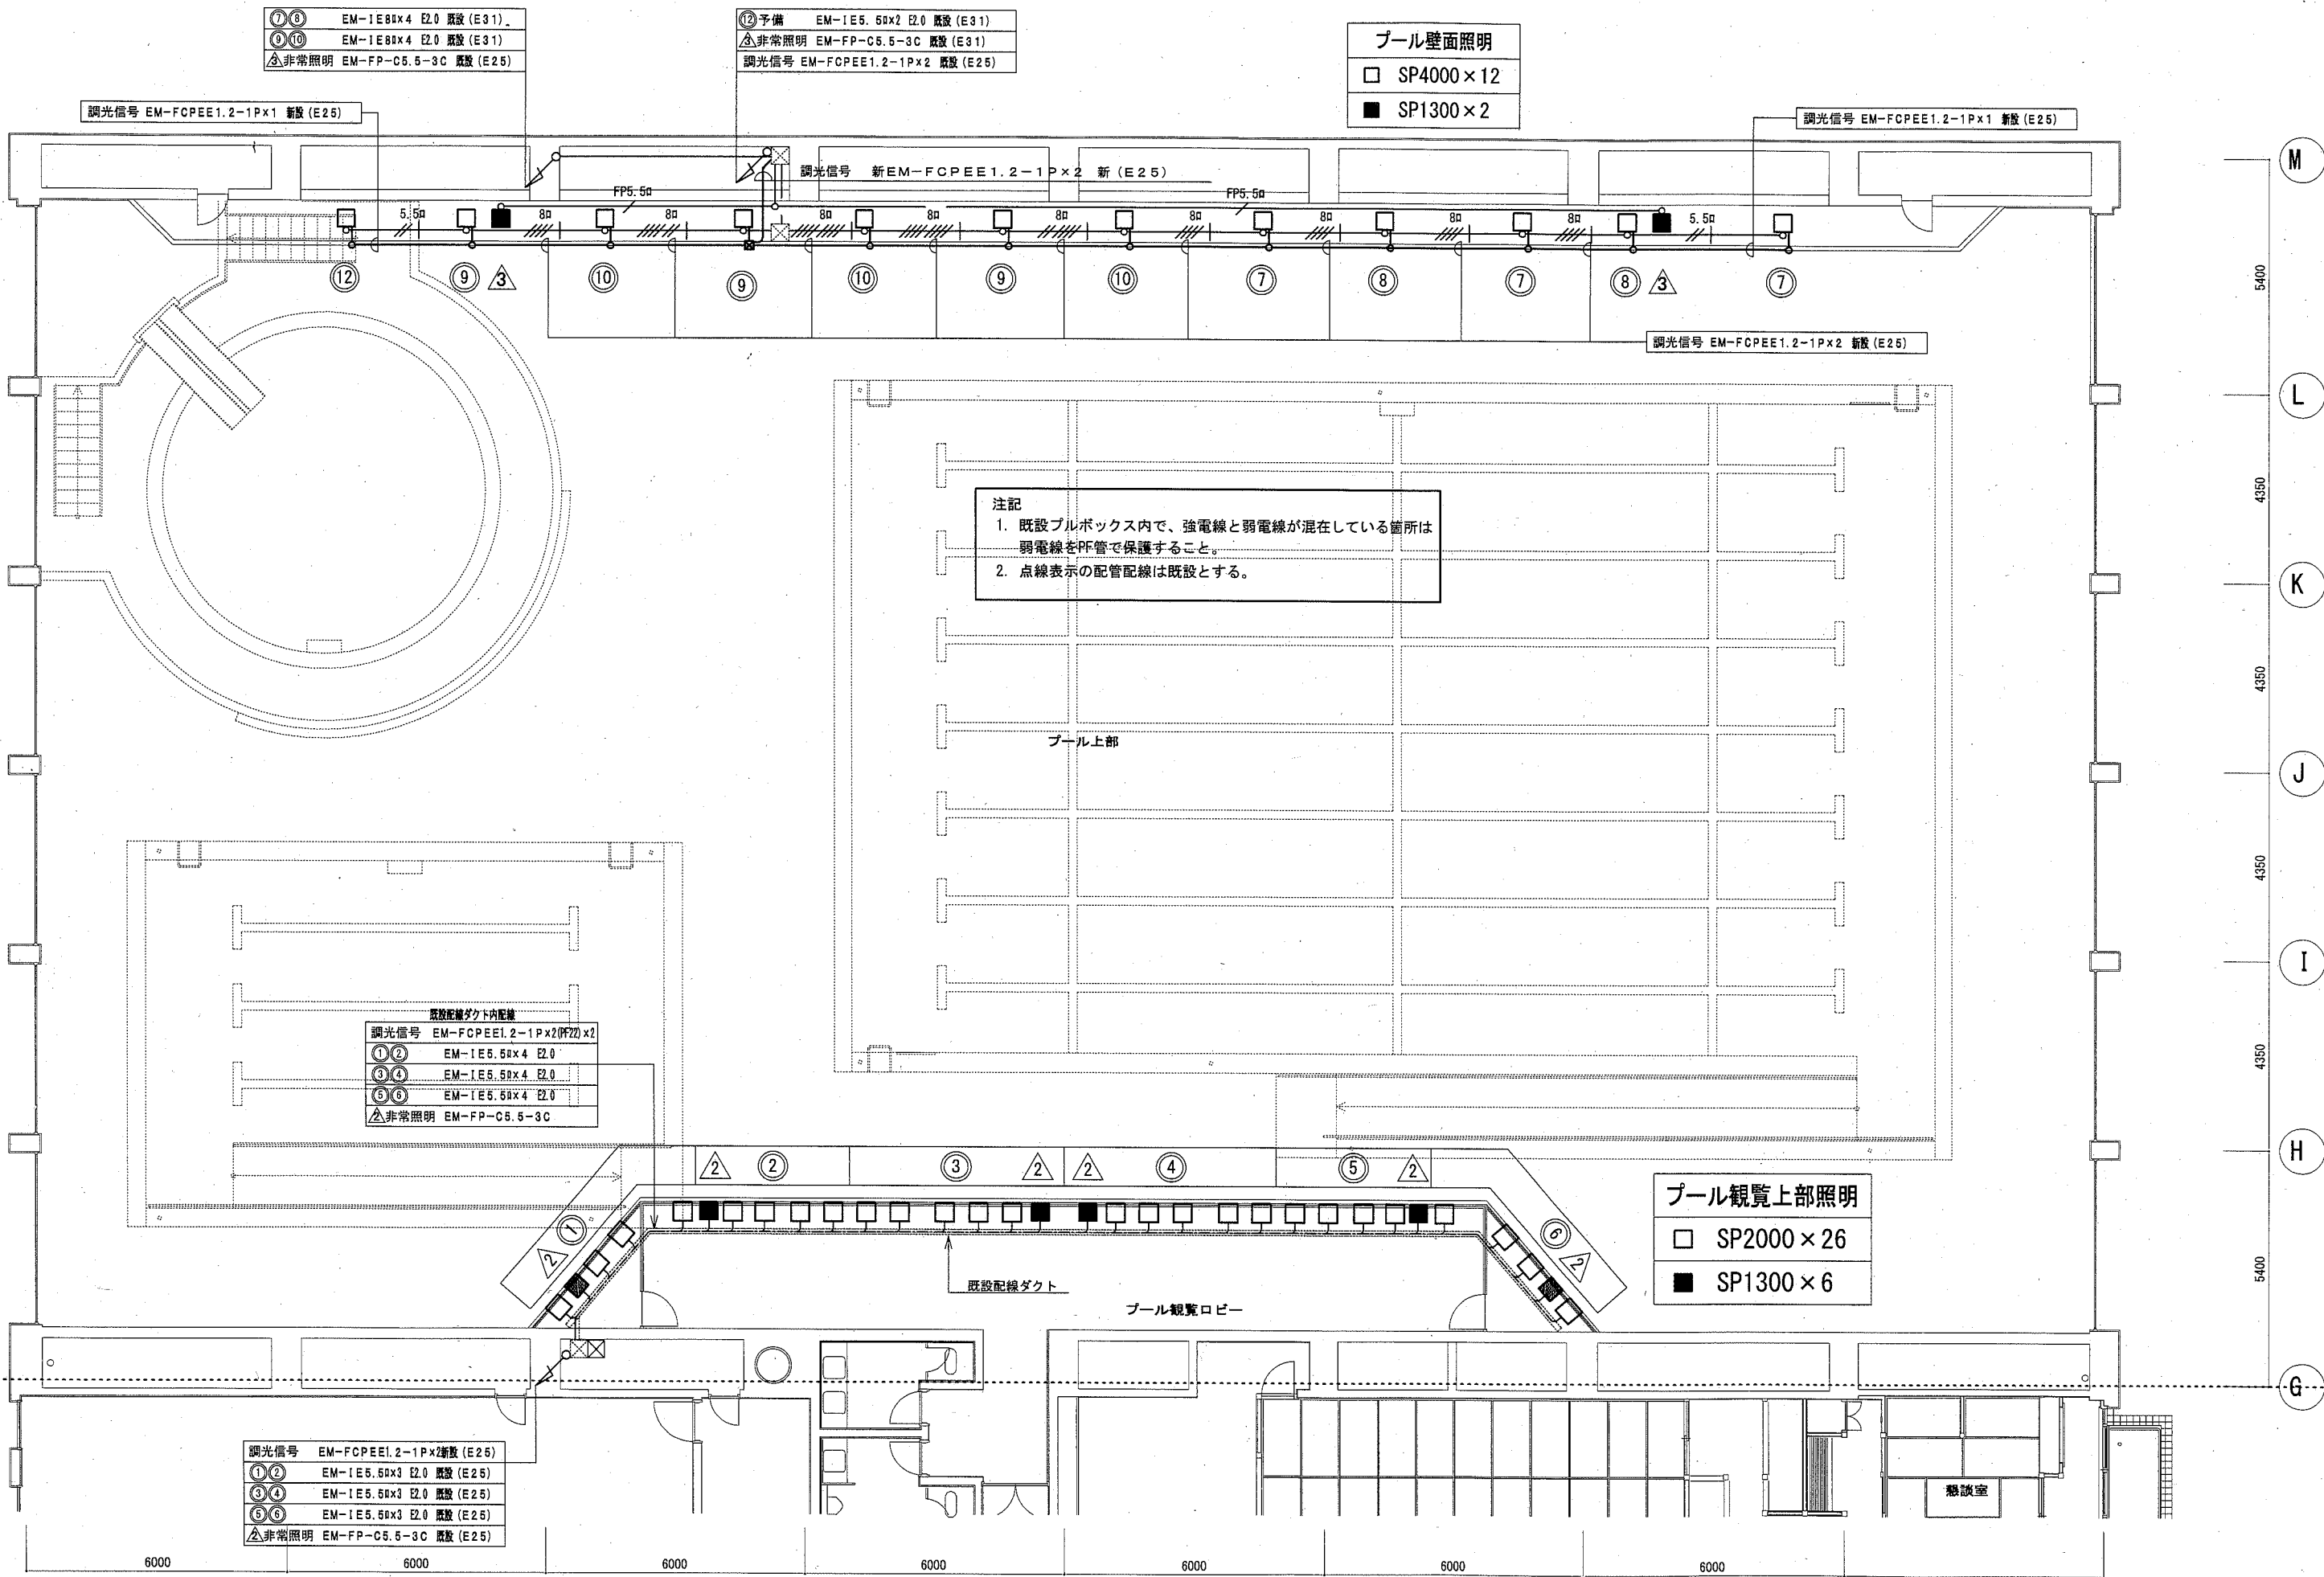 ⑦⑧ EM-IE8□×4 E2.0 既設(E31)
⑨⑩ EM-IE8□×4 E2.0 既設(E31)
△3非常照明 EM-FP-C5.5-3C 既設(E25)
⑫予備 EM-IE5.5□×2 E2.0 既設(E31)
△3非常照明 EM-FP-C5.5-3C 既設(E31)
調光信号 EM-FCPEE1.2-1P×2 既設(E25)
プール壁面照明
□ SP4000×12
■ SP1300×2
調光信号 EM-FCPEE1.2-1P×1 新設(E25)
調光信号 EM-FCPEE1.2-1P×1 新設(E25)
M
調光信号 新EM-FCPEE1.2-1P×2 新(E25)
FP5.5□
FP5.5□
5.5□ 8□ 8□ 8□ 8□ 8□ 8□ 8□ 8□ 8□ 5.5□
⑫ ⑨ △3 ⑩ ⑨ ⑩ ⑨ ⑩ ⑦ ⑧ ⑦ ⑧ △3 ⑦
5400
調光信号 EM-FCPEE1.2-1P×2 新設(E25)
L
4350
注記
1. 既設プルボックス内で、強電線と弱電線が混在している箇所は
弱電線をPF管で保護すること。
2. 点線表示の配管配線は既設とする。
K
4350
プール上部
J
4350
I
既設配線ダクト内配線
調光信号 EM-FCPEE1.2-1P×2(PF22)×2
①② EM-IE5.5□×4 E2.0
③④ EM-IE5.5□×4 E2.0
⑤⑥ EM-IE5.5□×4 E2.0
△2非常照明 EM-FP-C5.5-3C
4350
H
△2 ② ③ △2 △2 ④ ⑤ △2
△2 ① ⑥ △2
プール観覧上部照明
□ SP2000×26
■ SP1300×6
5400
既設配線ダクト
プール観覧ロビー
G
調光信号 EM-FCPEE1.2-1P×2新設(E25)
①② EM-IE5.5□×3 E2.0 既設(E25)
③④ EM-IE5.5□×3 E2.0 既設(E25)
⑤⑥ EM-IE5.5□×3 E2.0 既設(E25)
△2非常照明 EM-FP-C5.5-3C 既設(E25)
懇談室
6000 6000 6000 6000 6000 6000 6000